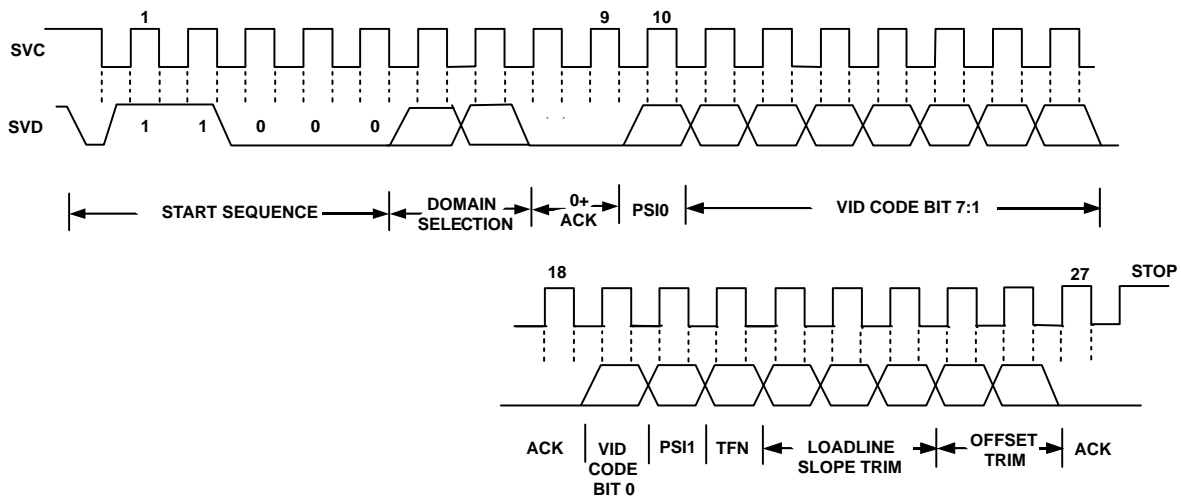 1 9 10
SVC
SVD
1 1 0 0 0
START SEQUENCE
DOMAIN
SELECTION
0+
ACK
PSI0
VID CODE BIT 7:1
18 27 STOP
ACK
VID
CODE
BIT 0
PSI1
TFN
LOADLINE
SLOPE TRIM
OFFSET
TRIM
ACK